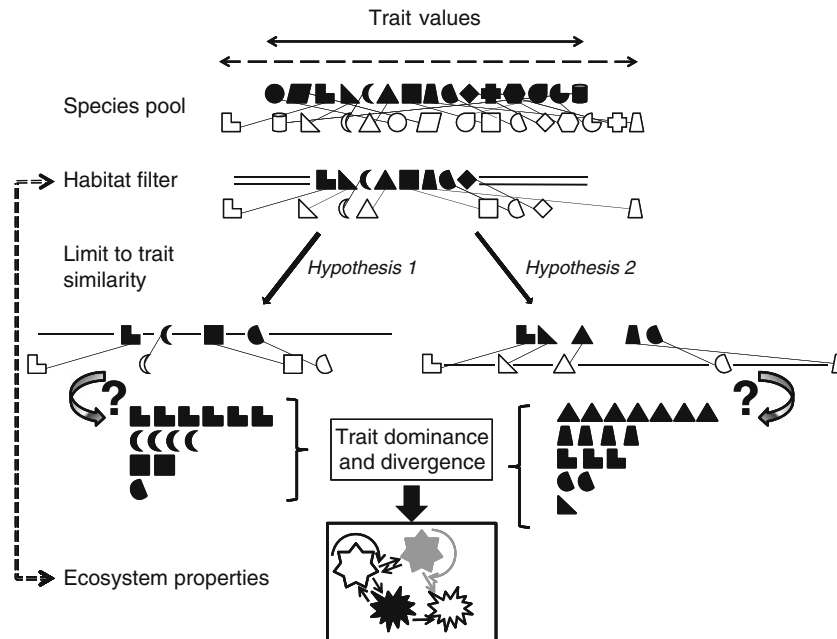 Trait values
Species pool
Habitat filter
Limit to trait
similarity
Hypothesis 1
Hypothesis 2
?
?
Trait dominance
and divergence
Ecosystem properties